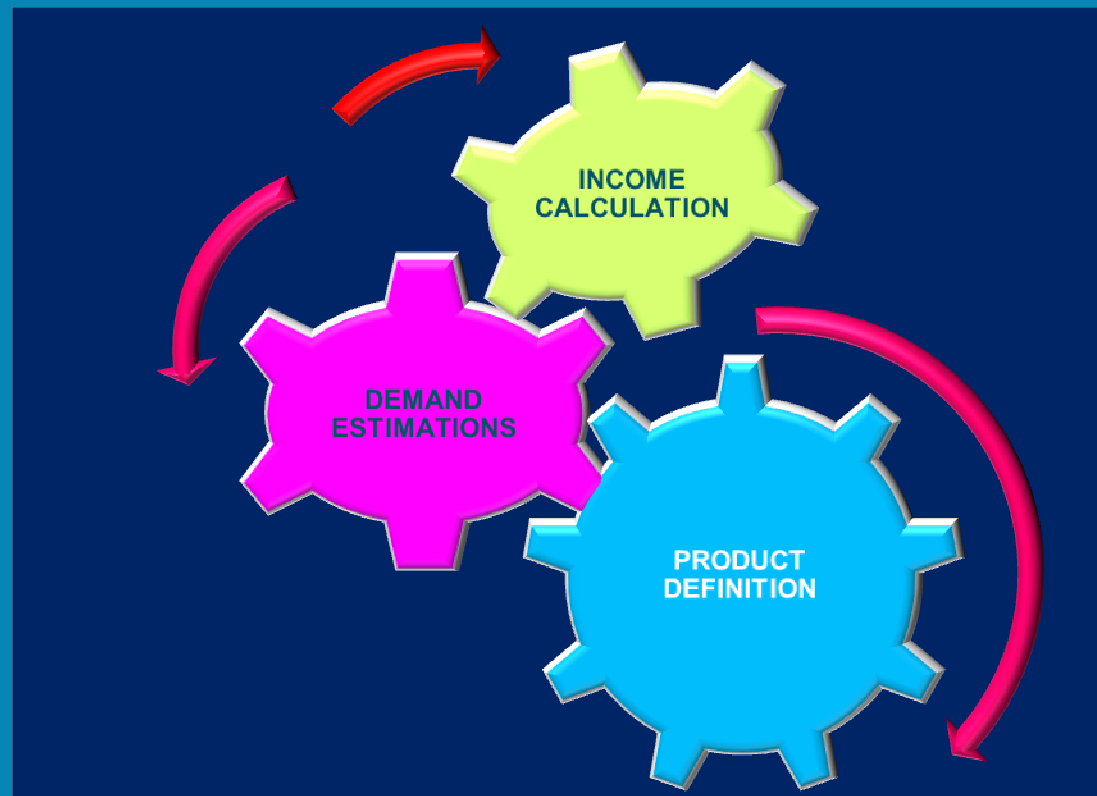 INCOME
CALCULATION
DEMAND
ESTIMATIONS
PRODUCT
DEFINITION